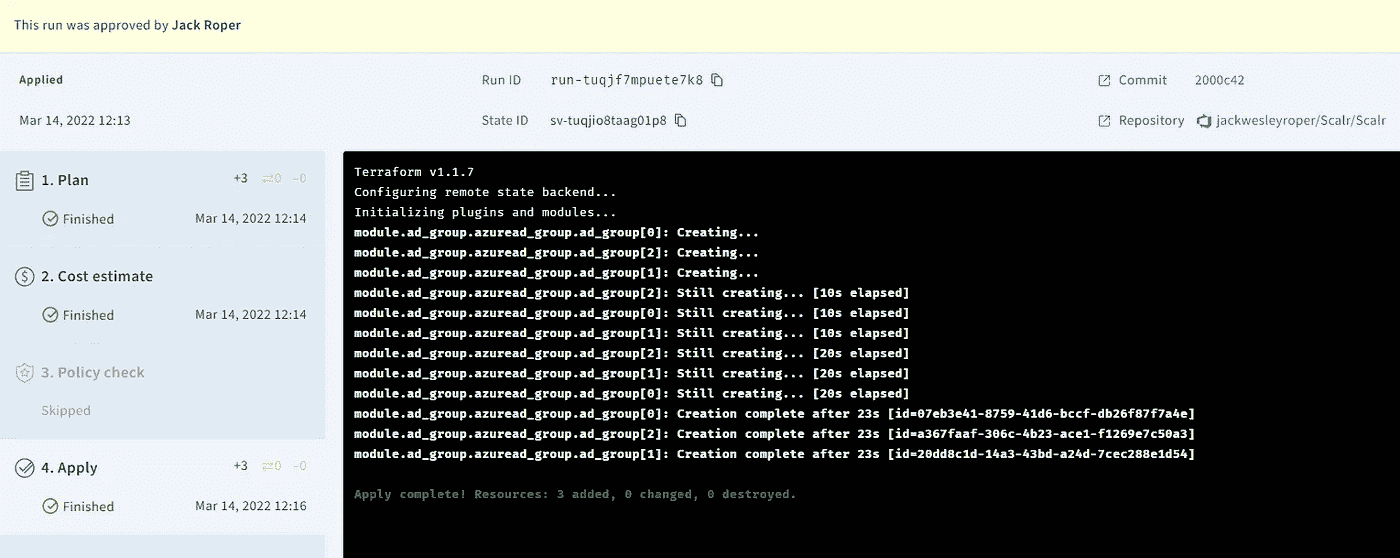 This run was approved by Jack Roper
Applied
Run ID run-tuqjf7mpuete7k8
Commit 2000c42
Mar 14, 2022 12:13
State ID sv-tuqjio8taag01p8
Repository jackwesleyroper/Scalr/Scalr
1. Plan +3 ⇄0 -0
Finished Mar 14, 2022 12:14
2. Cost estimate
Finished Mar 14, 2022 12:14
3. Policy check
Skipped
4. Apply +3 ⇄0 -0
Finished Mar 14, 2022 12:16
Terraform v1.1.7
Configuring remote state backend...
Initializing plugins and modules...
module.ad_group.azuread_group.ad_group[0]: Creating...
module.ad_group.azuread_group.ad_group[2]: Creating...
module.ad_group.azuread_group.ad_group[1]: Creating...
module.ad_group.azuread_group.ad_group[2]: Still creating... [10s elapsed]
module.ad_group.azuread_group.ad_group[0]: Still creating... [10s elapsed]
module.ad_group.azuread_group.ad_group[1]: Still creating... [10s elapsed]
module.ad_group.azuread_group.ad_group[2]: Still creating... [20s elapsed]
module.ad_group.azuread_group.ad_group[1]: Still creating... [20s elapsed]
module.ad_group.azuread_group.ad_group[0]: Still creating... [20s elapsed]
module.ad_group.azuread_group.ad_group[0]: Creation complete after 23s [id=07eb3e41-8759-41d6-bccf-db26f87f7a4e]
module.ad_group.azuread_group.ad_group[2]: Creation complete after 23s [id=a367faaf-306c-4b23-ace1-f1269e7c50a3]
module.ad_group.azuread_group.ad_group[1]: Creation complete after 23s [id=20dd8c1d-14a3-43bd-a24d-7cec288e1d54]
Apply complete! Resources: 3 added, 0 changed, 0 destroyed.